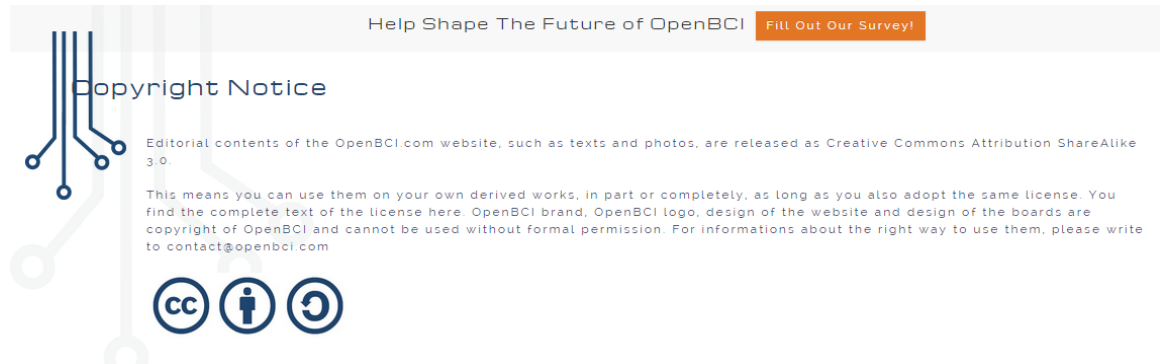 Help Shape The Future of OpenBCI Fill Out Our Survey!
Copyright Notice
Editorial contents of the OpenBCI.com website, such as texts and photos, are released as Creative Commons Attribution ShareAlike
3.0.
This means you can use them on your own derived works, in part or completely, as long as you also adopt the same license. You
find the complete text of the license here. OpenBCI brand, OpenBCI logo, design of the website and design of the boards are
copyright of OpenBCI and cannot be used without formal permission. For informations about the right way to use them, please write
to contact@openbci.com
cc